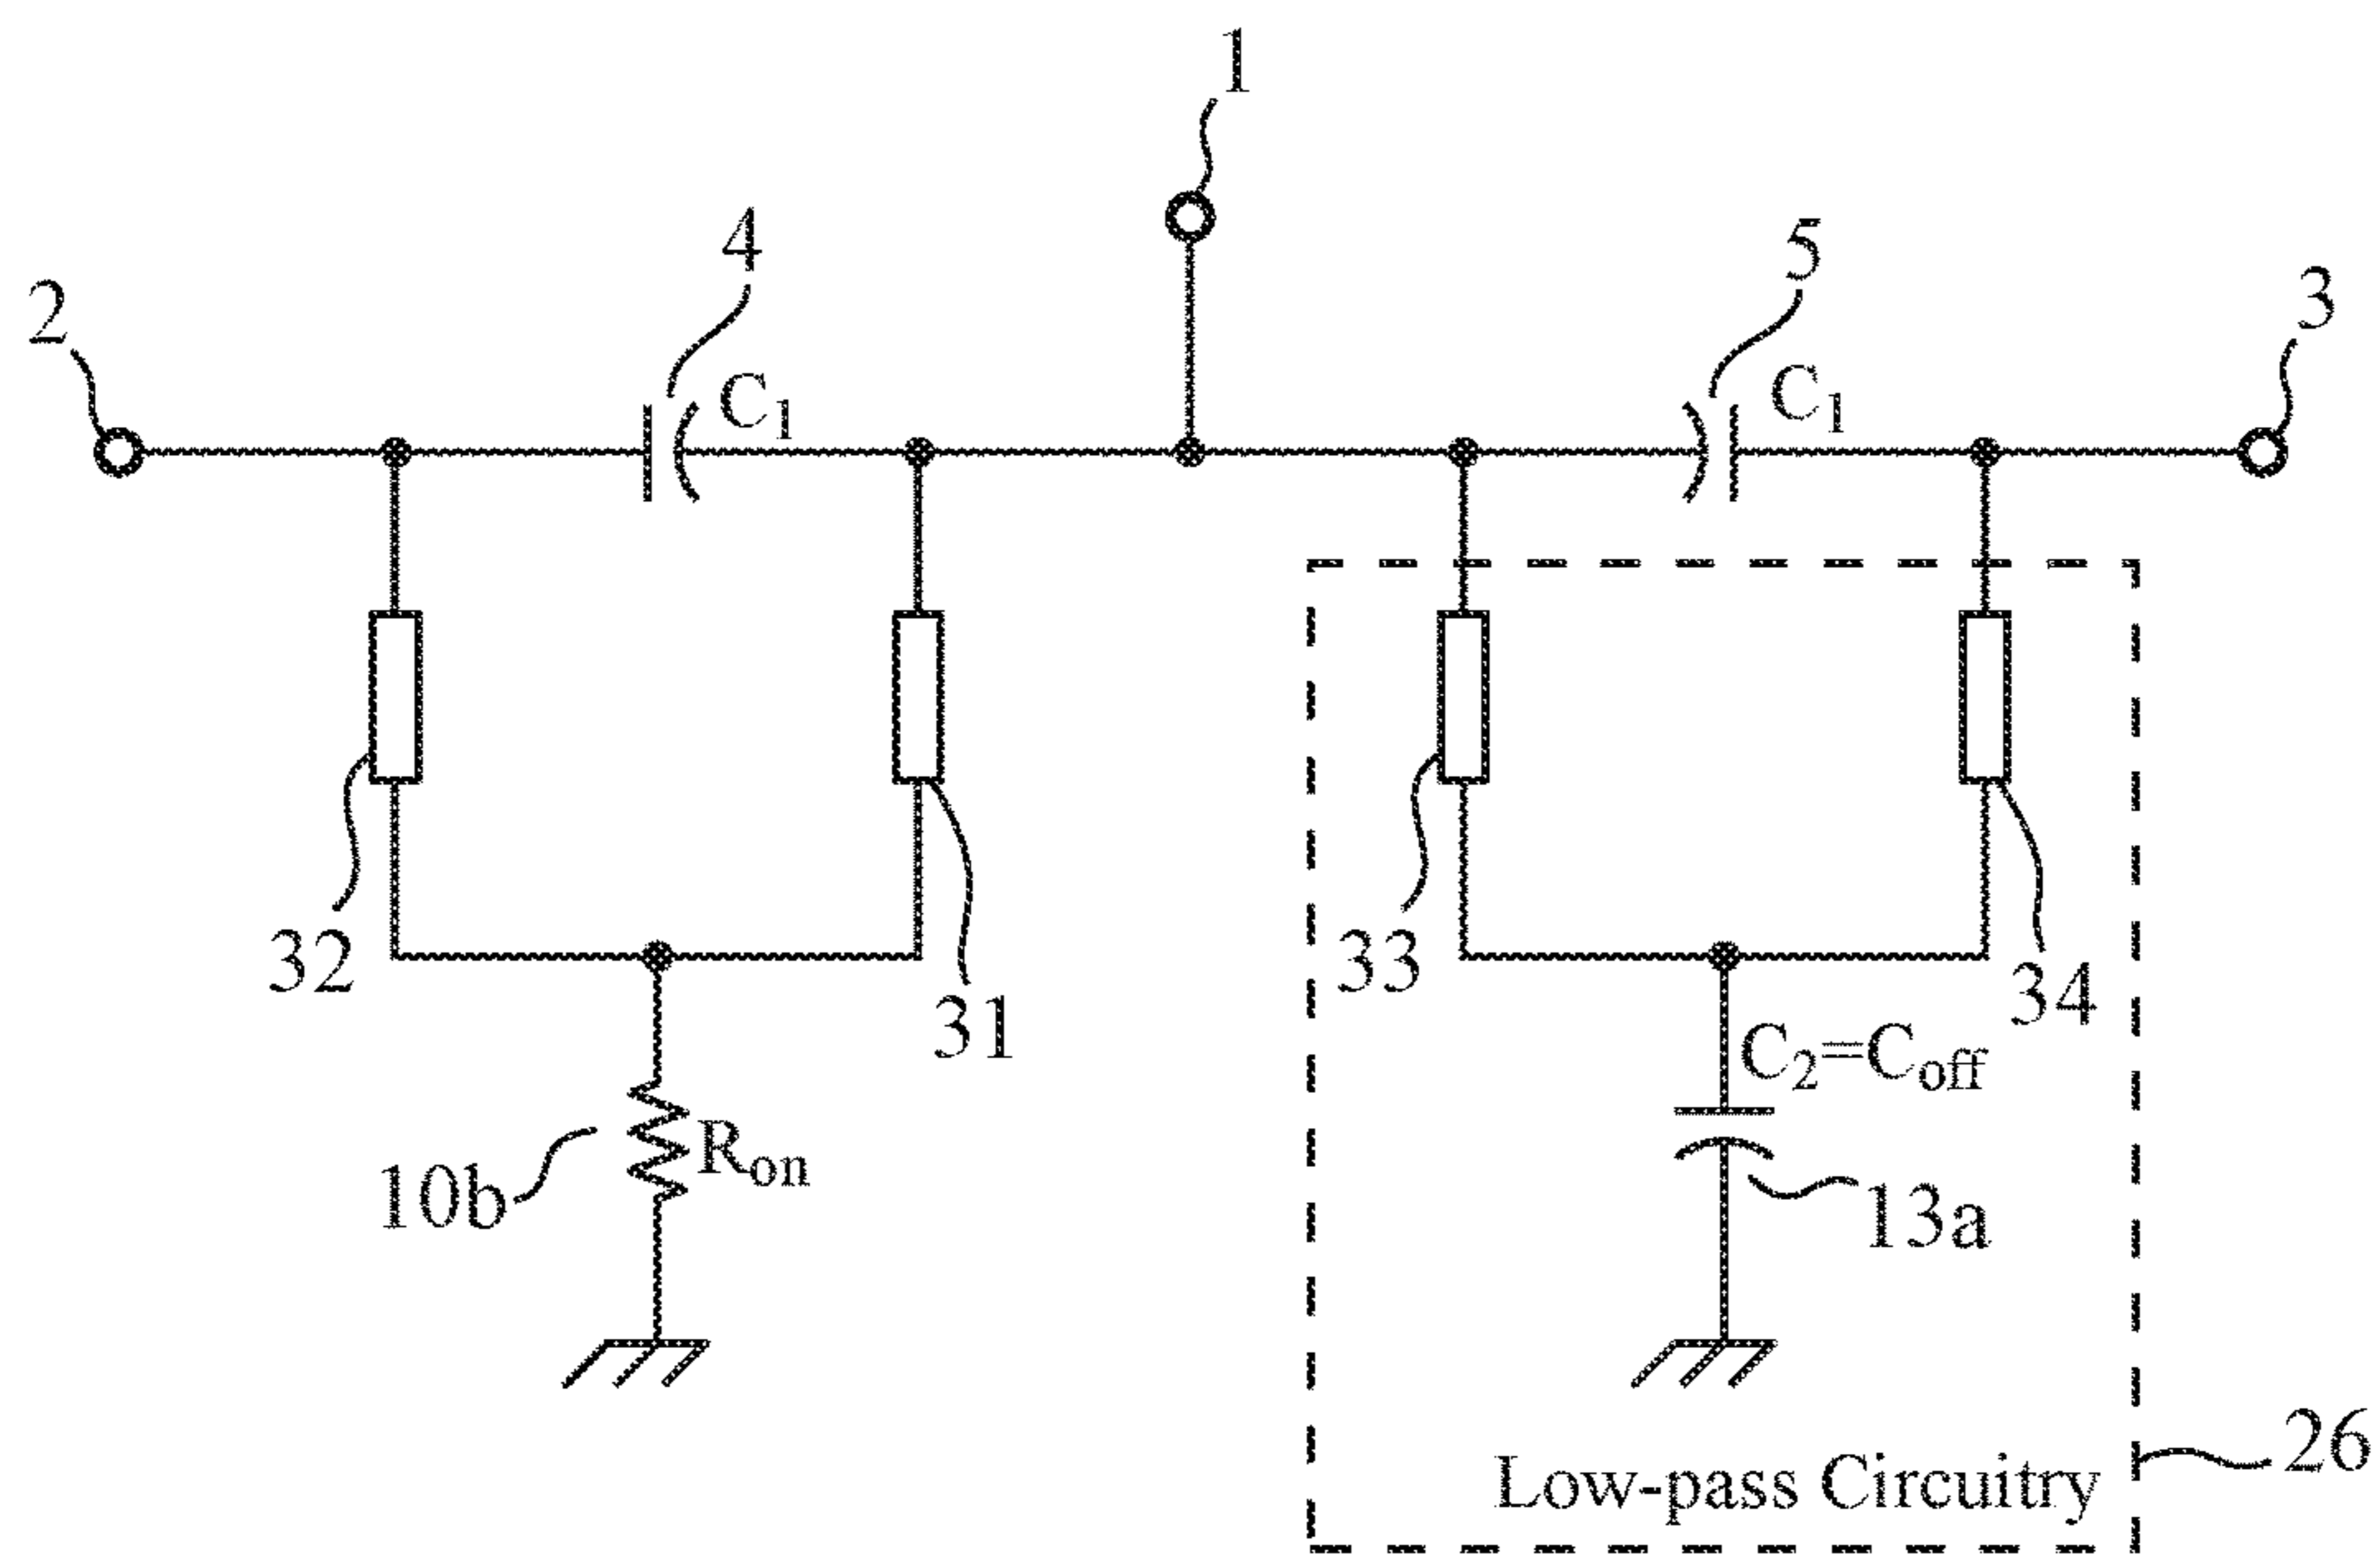 1
4
5
2
3
C1
C1
32
31
33
34
C2=Coff
10b
Ron
13a
26
Low-pass Circuitry